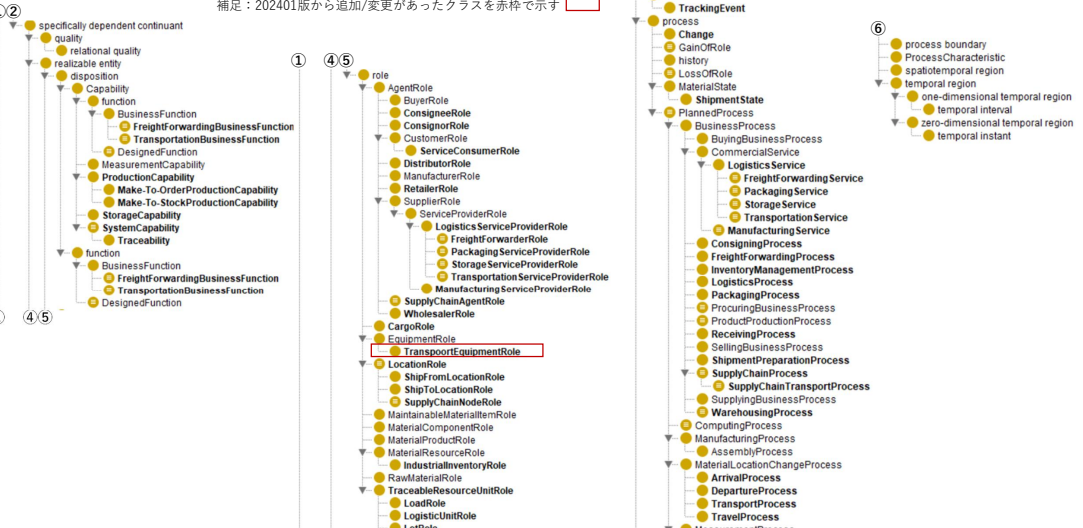 補足：202401版から追加/変更があったクラスを赤枠で示す
②
specifically dependent continuant
quality
relational quality
realizable entity
disposition
Capability
function
BusinessFunction
FreightForwardingBusinessFunction
TransportationBusinessFunction
DesignedFunction
MeasurementCapability
ProductionCapability
Make-To-OrderProductionCapability
Make-To-StockProductionCapability
StorageCapability
SystemCapability
Traceability
function
BusinessFunction
FreightForwardingBusinessFunction
TransportationBusinessFunction
DesignedFunction
④⑤
①
④⑤
role
AgentRole
BuyerRole
ConsigneeRole
ConsignorRole
CustomerRole
ServiceConsumerRole
DistributorRole
ManufacturerRole
RetailerRole
SupplierRole
ServiceProviderRole
LogisticsServiceProviderRole
FreightForwarderRole
PackagingServiceProviderRole
StorageServiceProviderRole
TransportationServiceProviderRole
ManufacturingServiceProviderRole
SupplyChainAgentRole
WholesalerRole
CargoRole
EquipmentRole
TranspoortEquipmentRole
LocationRole
ShipFromLocationRole
ShipToLocationRole
SupplyChainNodeRole
MaintainableMaterialItemRole
MaterialComponentRole
MaterialProductRole
MaterialResourceRole
IndustrialInventoryRole
RawMaterialRole
TraceableResourceUnitRole
LoadRole
LogisticUnitRole
LotRole
TrackingEvent
process
Change
GainOfRole
history
LossOfRole
MaterialState
ShipmentState
PlannedProcess
BusinessProcess
BuyingBusinessProcess
CommercialService
LogisticsService
FreightForwardingService
PackagingService
StorageService
TransportationService
ManufacturingService
ConsigningProcess
FreightForwardingProcess
InventoryManagementProcess
LogisticsProcess
PackagingProcess
ProcuringBusinessProcess
ProductProductionProcess
ReceivingProcess
SellingBusinessProcess
ShipmentPreparationProcess
SupplyChainProcess
SupplyChainTransportProcess
SupplyingBusinessProcess
WarehousingProcess
ComputingProcess
ManufacturingProcess
AssemblyProcess
MaterialLocationChangeProcess
ArrivalProcess
DepartureProcess
TransportProcess
TravelProcess
⑥
process boundary
ProcessCharacteristic
spatiotemporal region
temporal region
one-dimensional temporal region
temporal interval
zero-dimensional temporal region
temporal instant